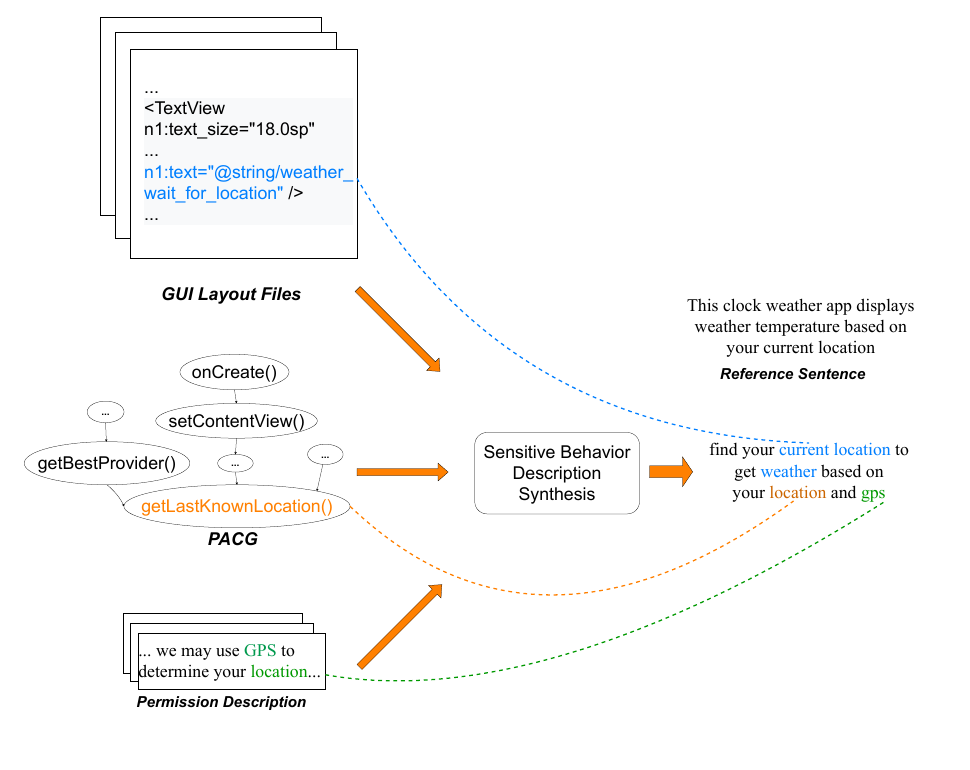 ...
<TextView
n1:text_size="18.0sp"
...
n1:text="@string/weather_
wait_for_location" />
...
GUI Layout Files
onCreate()
...
setContentView()
getBestProvider()
...
...
getLastKnownLocation()
PACG
... we may use GPS to
determine your location...
Permission Description
Sensitive Behavior
Description
Synthesis
This clock weather app displays
weather temperature based on
your current location
Reference Sentence
find your current location to
get weather based on
your location and gps